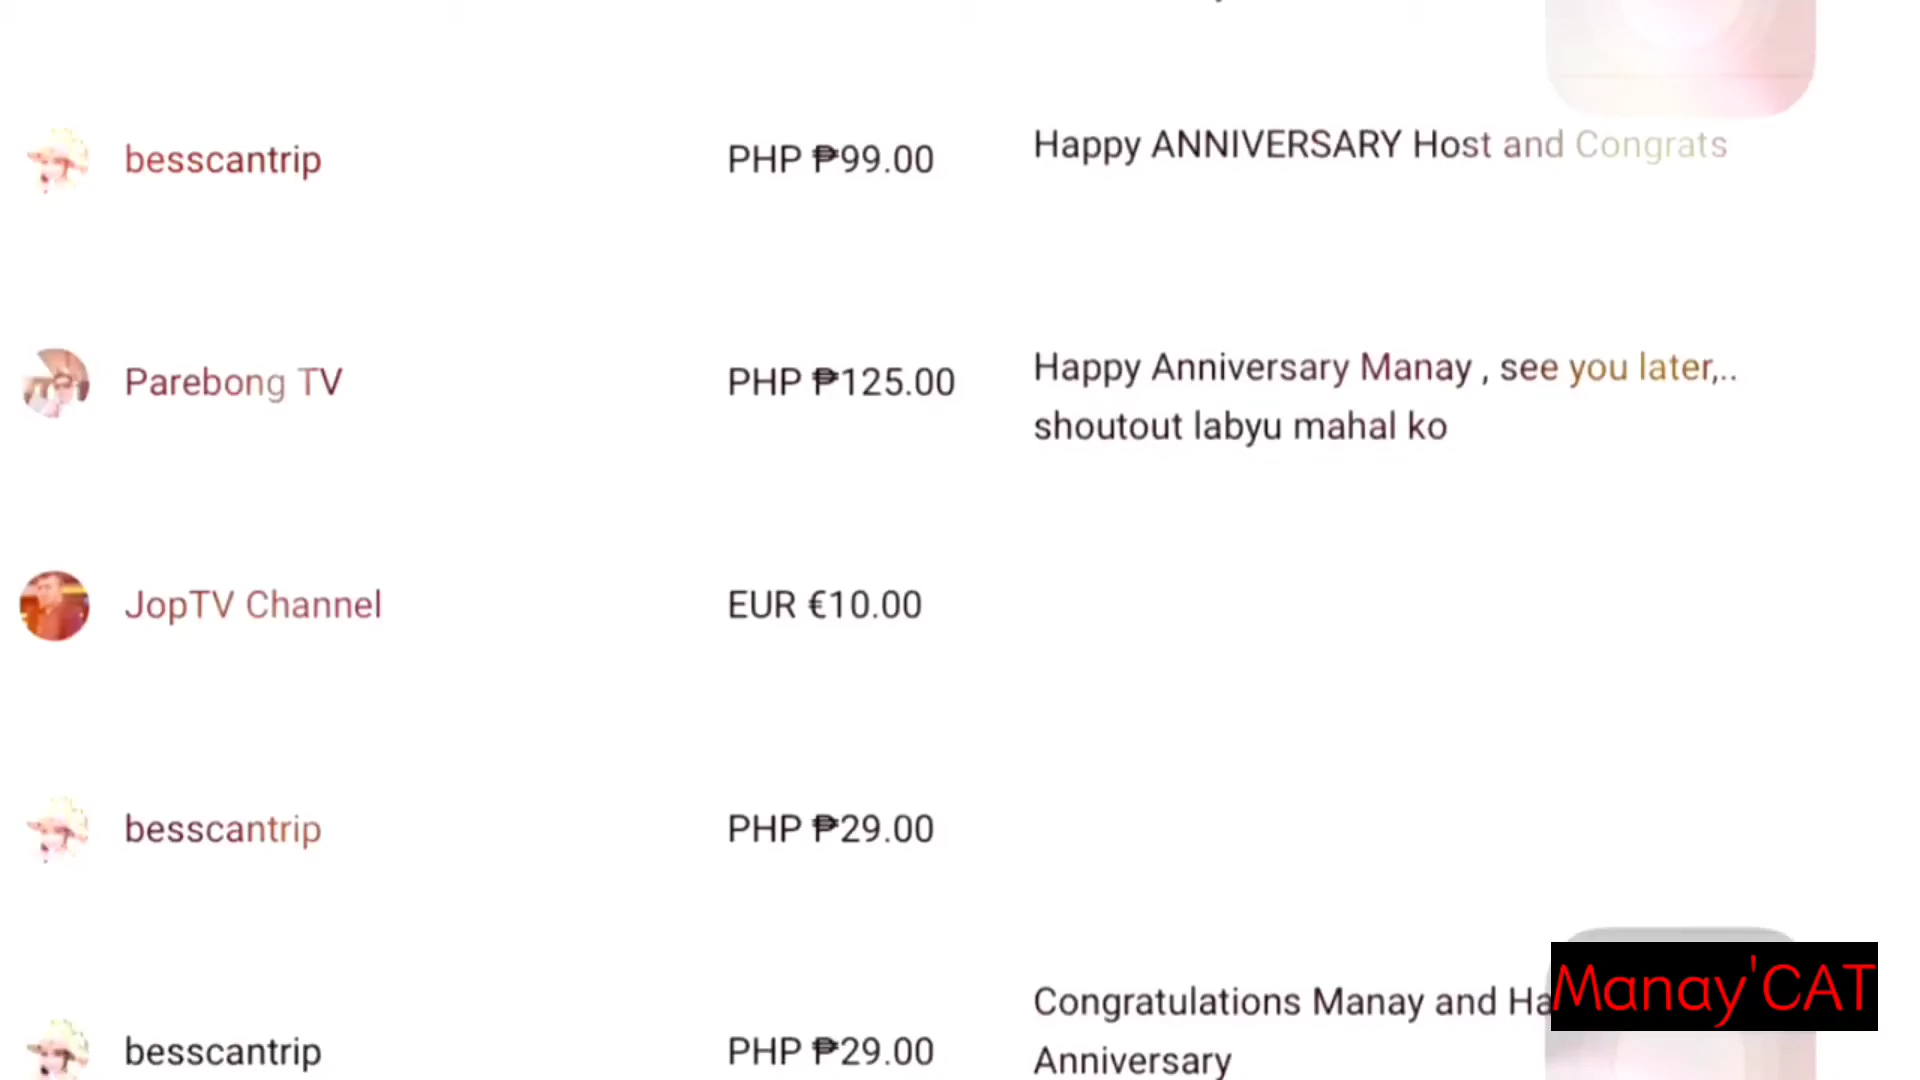 besscantrip PHP ₱99.00 Happy ANNIVERSARY Host and Congrats
Parebong TV PHP ₱125.00 Happy Anniversary Manay , see you later,..
shoutout labyu mahal ko
JopTV Channel EUR €10.00
besscantrip PHP ₱29.00
besscantrip PHP ₱29.00 Congratulations Manay and
Anniversary
Manay'CAT